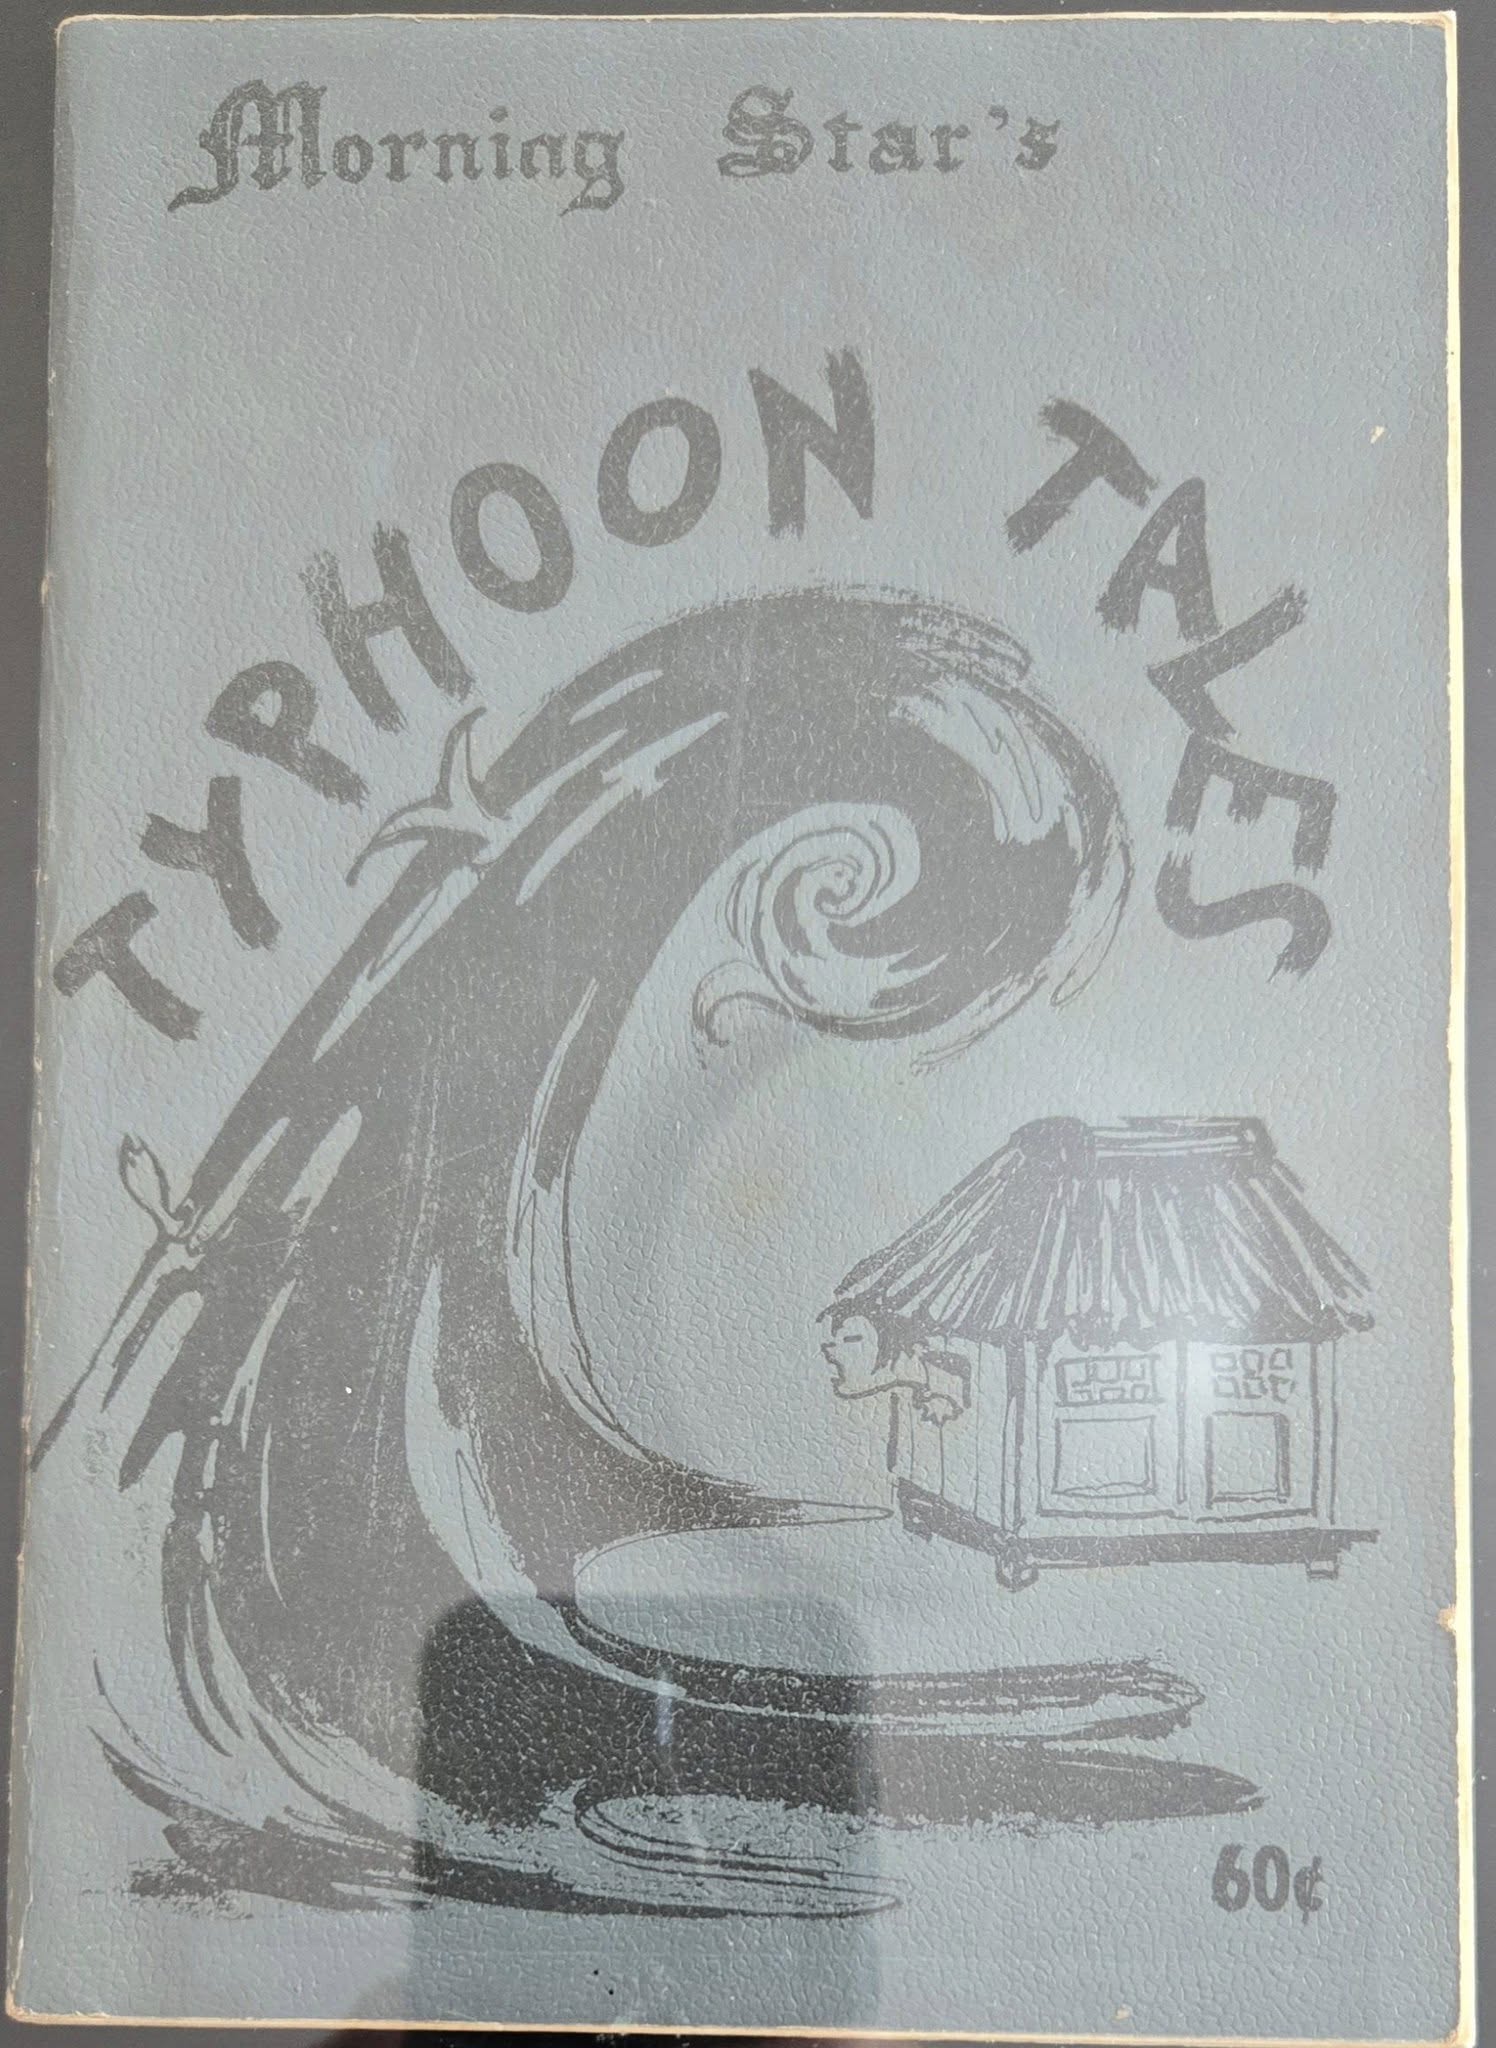 Morning Star's
TYPHOON TALES
60¢